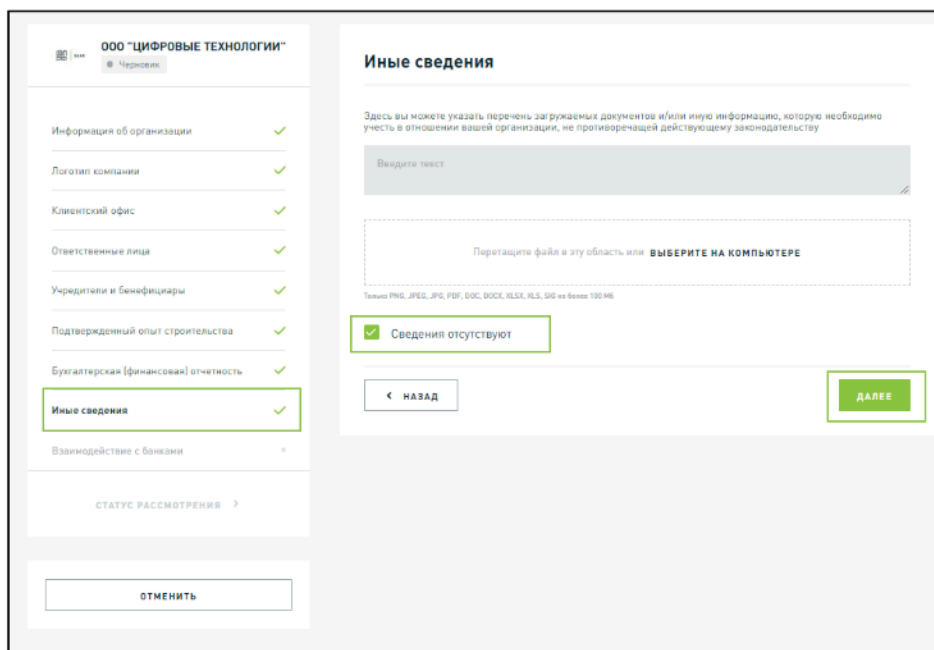 ООО "ЦИФРОВЫЕ ТЕХНОЛОГИИ"
Черновик
Информация об организации
Логотип компании
Клиентский офис
Ответственные лица
Учредители и бенефициары
Подтвержденный опыт строительства
Бухгалтерская (финансовая) отчетность
Иные сведения
Взаимодействие с банками
СТАТУС РАССМОТРЕНИЯ
ОТМЕНИТЬ
Иные сведения
Здесь вы можете указать перечень загружаемых документов и/или иную информацию, которую необходимо
учесть в отношении вашей организации, не противоречащей действующему законодательству
Введите текст
Перетащите файл в эту область или ВЫБЕРИТЕ НА КОМПЬЮТЕРЕ
Только PNG, JPEG, JPG, PDF, DOC, DOCX, XLSX, XLS, SIG не более 100 Мб
Сведения отсутствуют
НАЗАД
ДАЛЕЕ